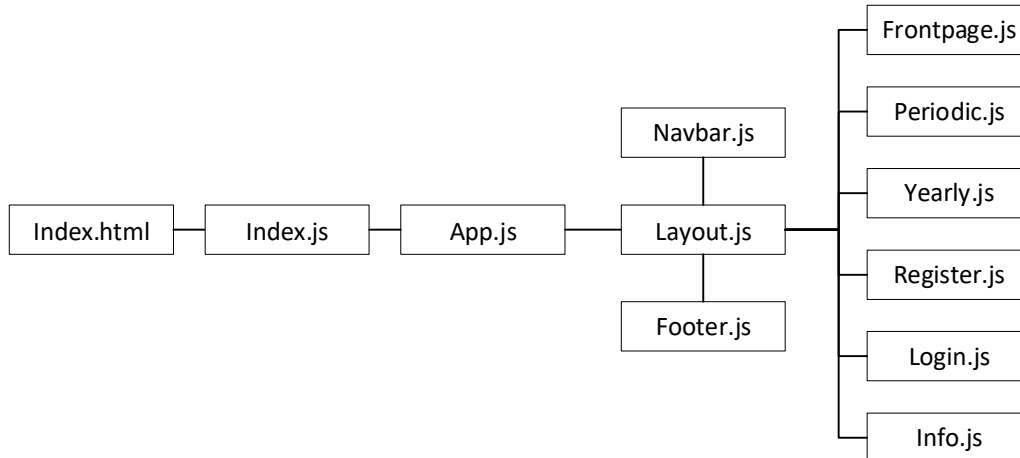 Frontpage.js
Periodic.js
Navbar.js
Yearly.js
Index.html
Index.js
App.js
Layout.js
Register.js
Footer.js
Login.js
Info.js